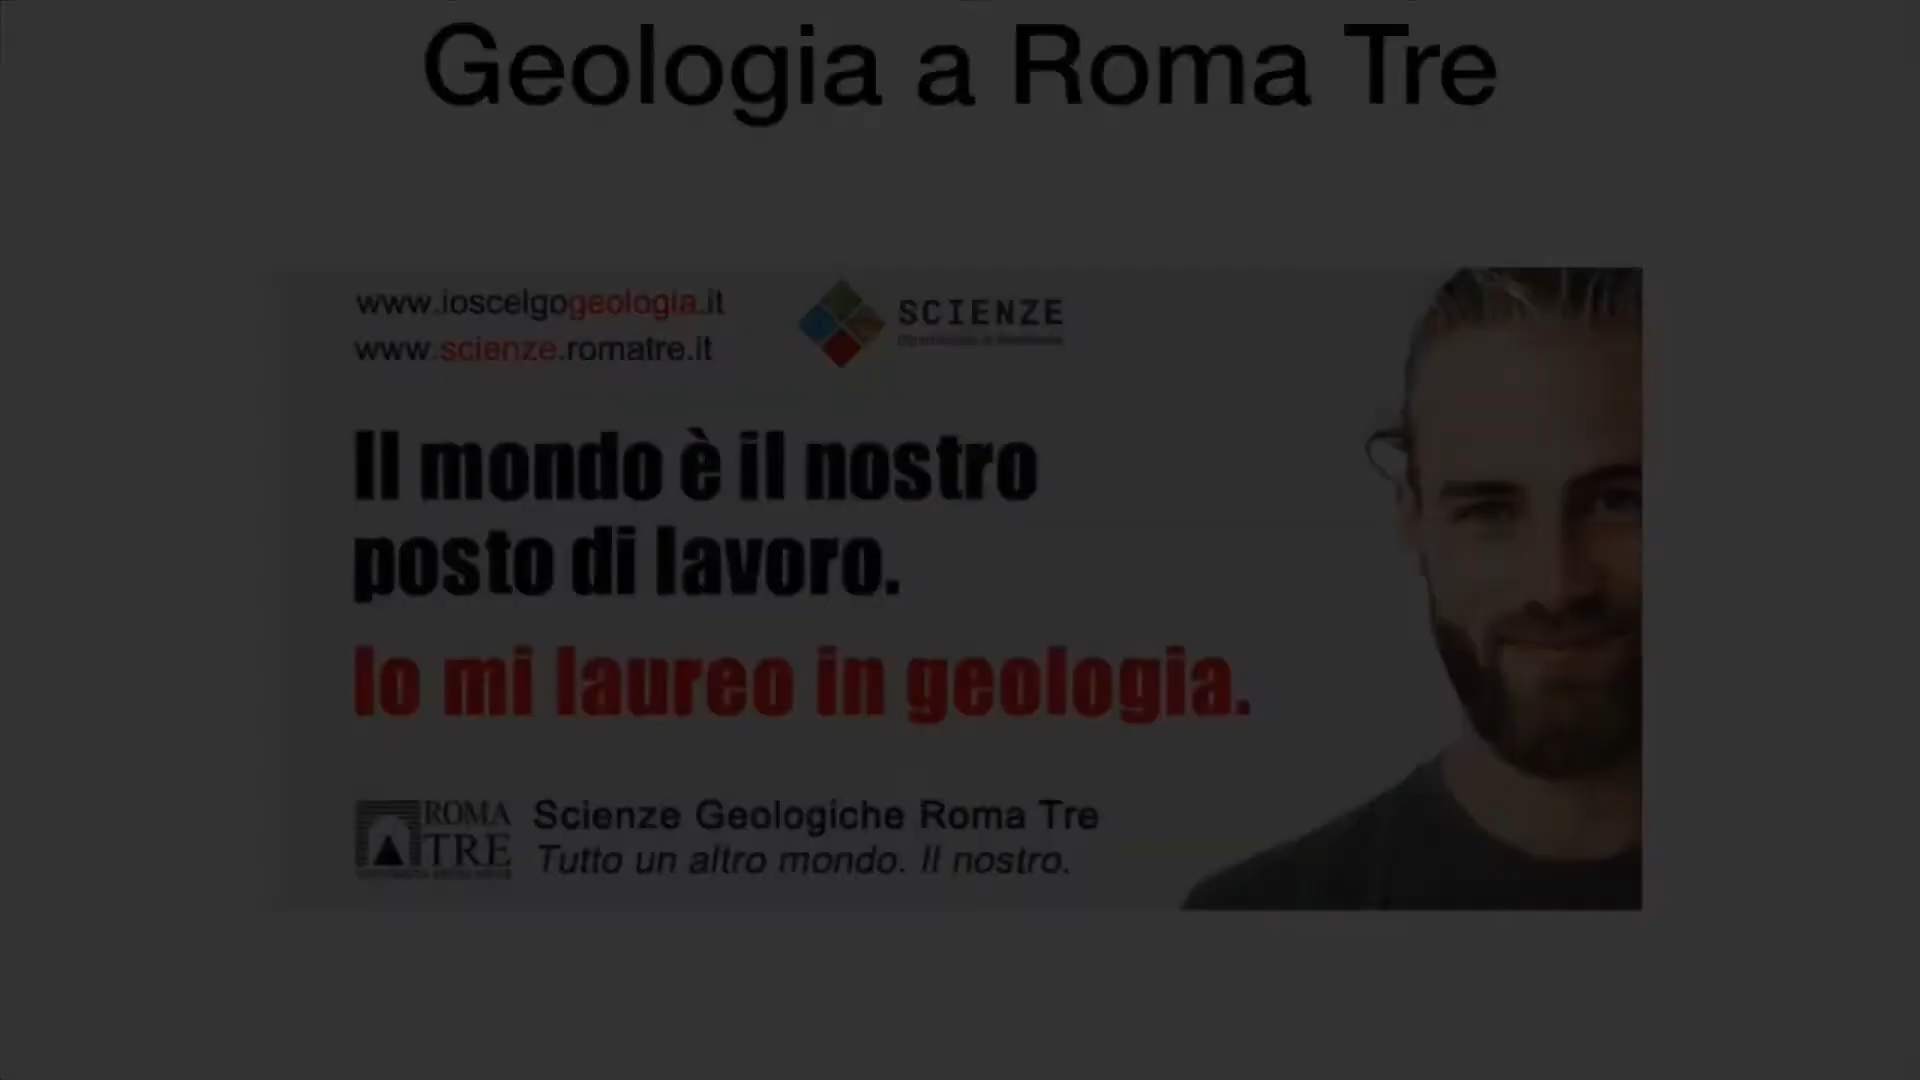 Geologia a Roma Tre
www.ioscelgogeologia.it
www.scienze.romatre.it
SCIENZE
Il mondo è il nostro
posto di lavoro.
Io mi laureo in geologia.
ROMA
TRE
Scienze Geologiche Roma Tre
Tutto un altro mondo. Il nostro.